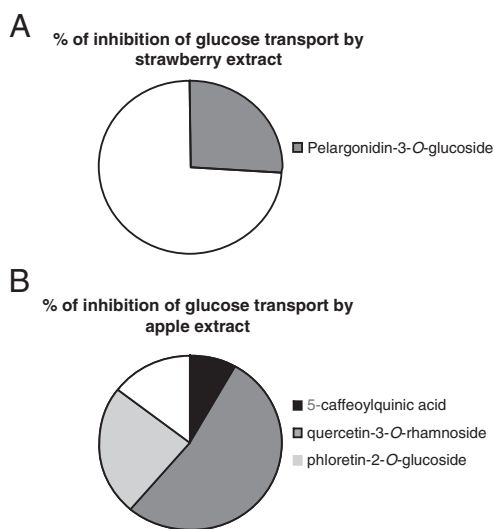 A
% of inhibition of glucose transport by
strawberry extract
Pelargonidin-3-O-glucoside
B
% of inhibition of glucose transport by
apple extract
5-caffeoylquinic acid
quercetin-3-O-rhamnoside
phloretin-2-O-glucoside